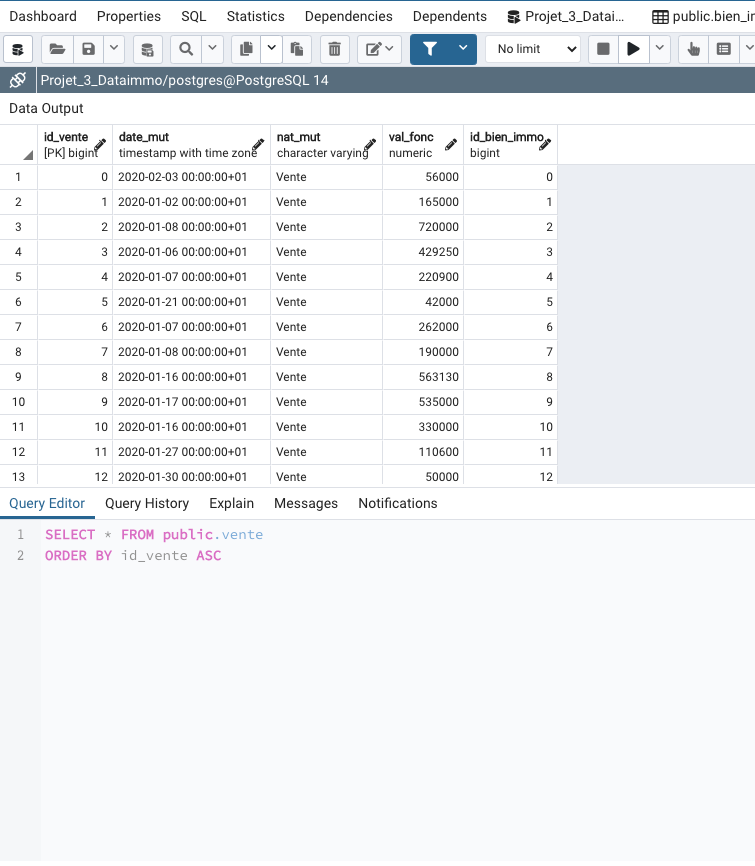 Dashboard Properties SQL Statistics Dependencies Dependents Projet_3_Datai... public.bien_ir
No limit
Projet_3_Dataimmo/postgres@PostgreSQL 14
Data Output
id_vente date_mut nat_mut val_fonc id_bien_immo
[PK] bigint timestamp with time zone character varying numeric bigint
1 0 2020-02-03 00:00:00+01 Vente 56000 0
2 1 2020-01-02 00:00:00+01 Vente 165000 1
3 2 2020-01-08 00:00:00+01 Vente 720000 2
4 3 2020-01-06 00:00:00+01 Vente 429250 3
5 4 2020-01-07 00:00:00+01 Vente 220900 4
6 5 2020-01-21 00:00:00+01 Vente 42000 5
7 6 2020-01-07 00:00:00+01 Vente 262000 6
8 7 2020-01-08 00:00:00+01 Vente 190000 7
9 8 2020-01-16 00:00:00+01 Vente 563130 8
10 9 2020-01-17 00:00:00+01 Vente 535000 9
11 10 2020-01-16 00:00:00+01 Vente 330000 10
12 11 2020-01-27 00:00:00+01 Vente 110600 11
13 12 2020-01-30 00:00:00+01 Vente 50000 12
Query Editor Query History Explain Messages Notifications
1 SELECT * FROM public.vente
2 ORDER BY id_vente ASC